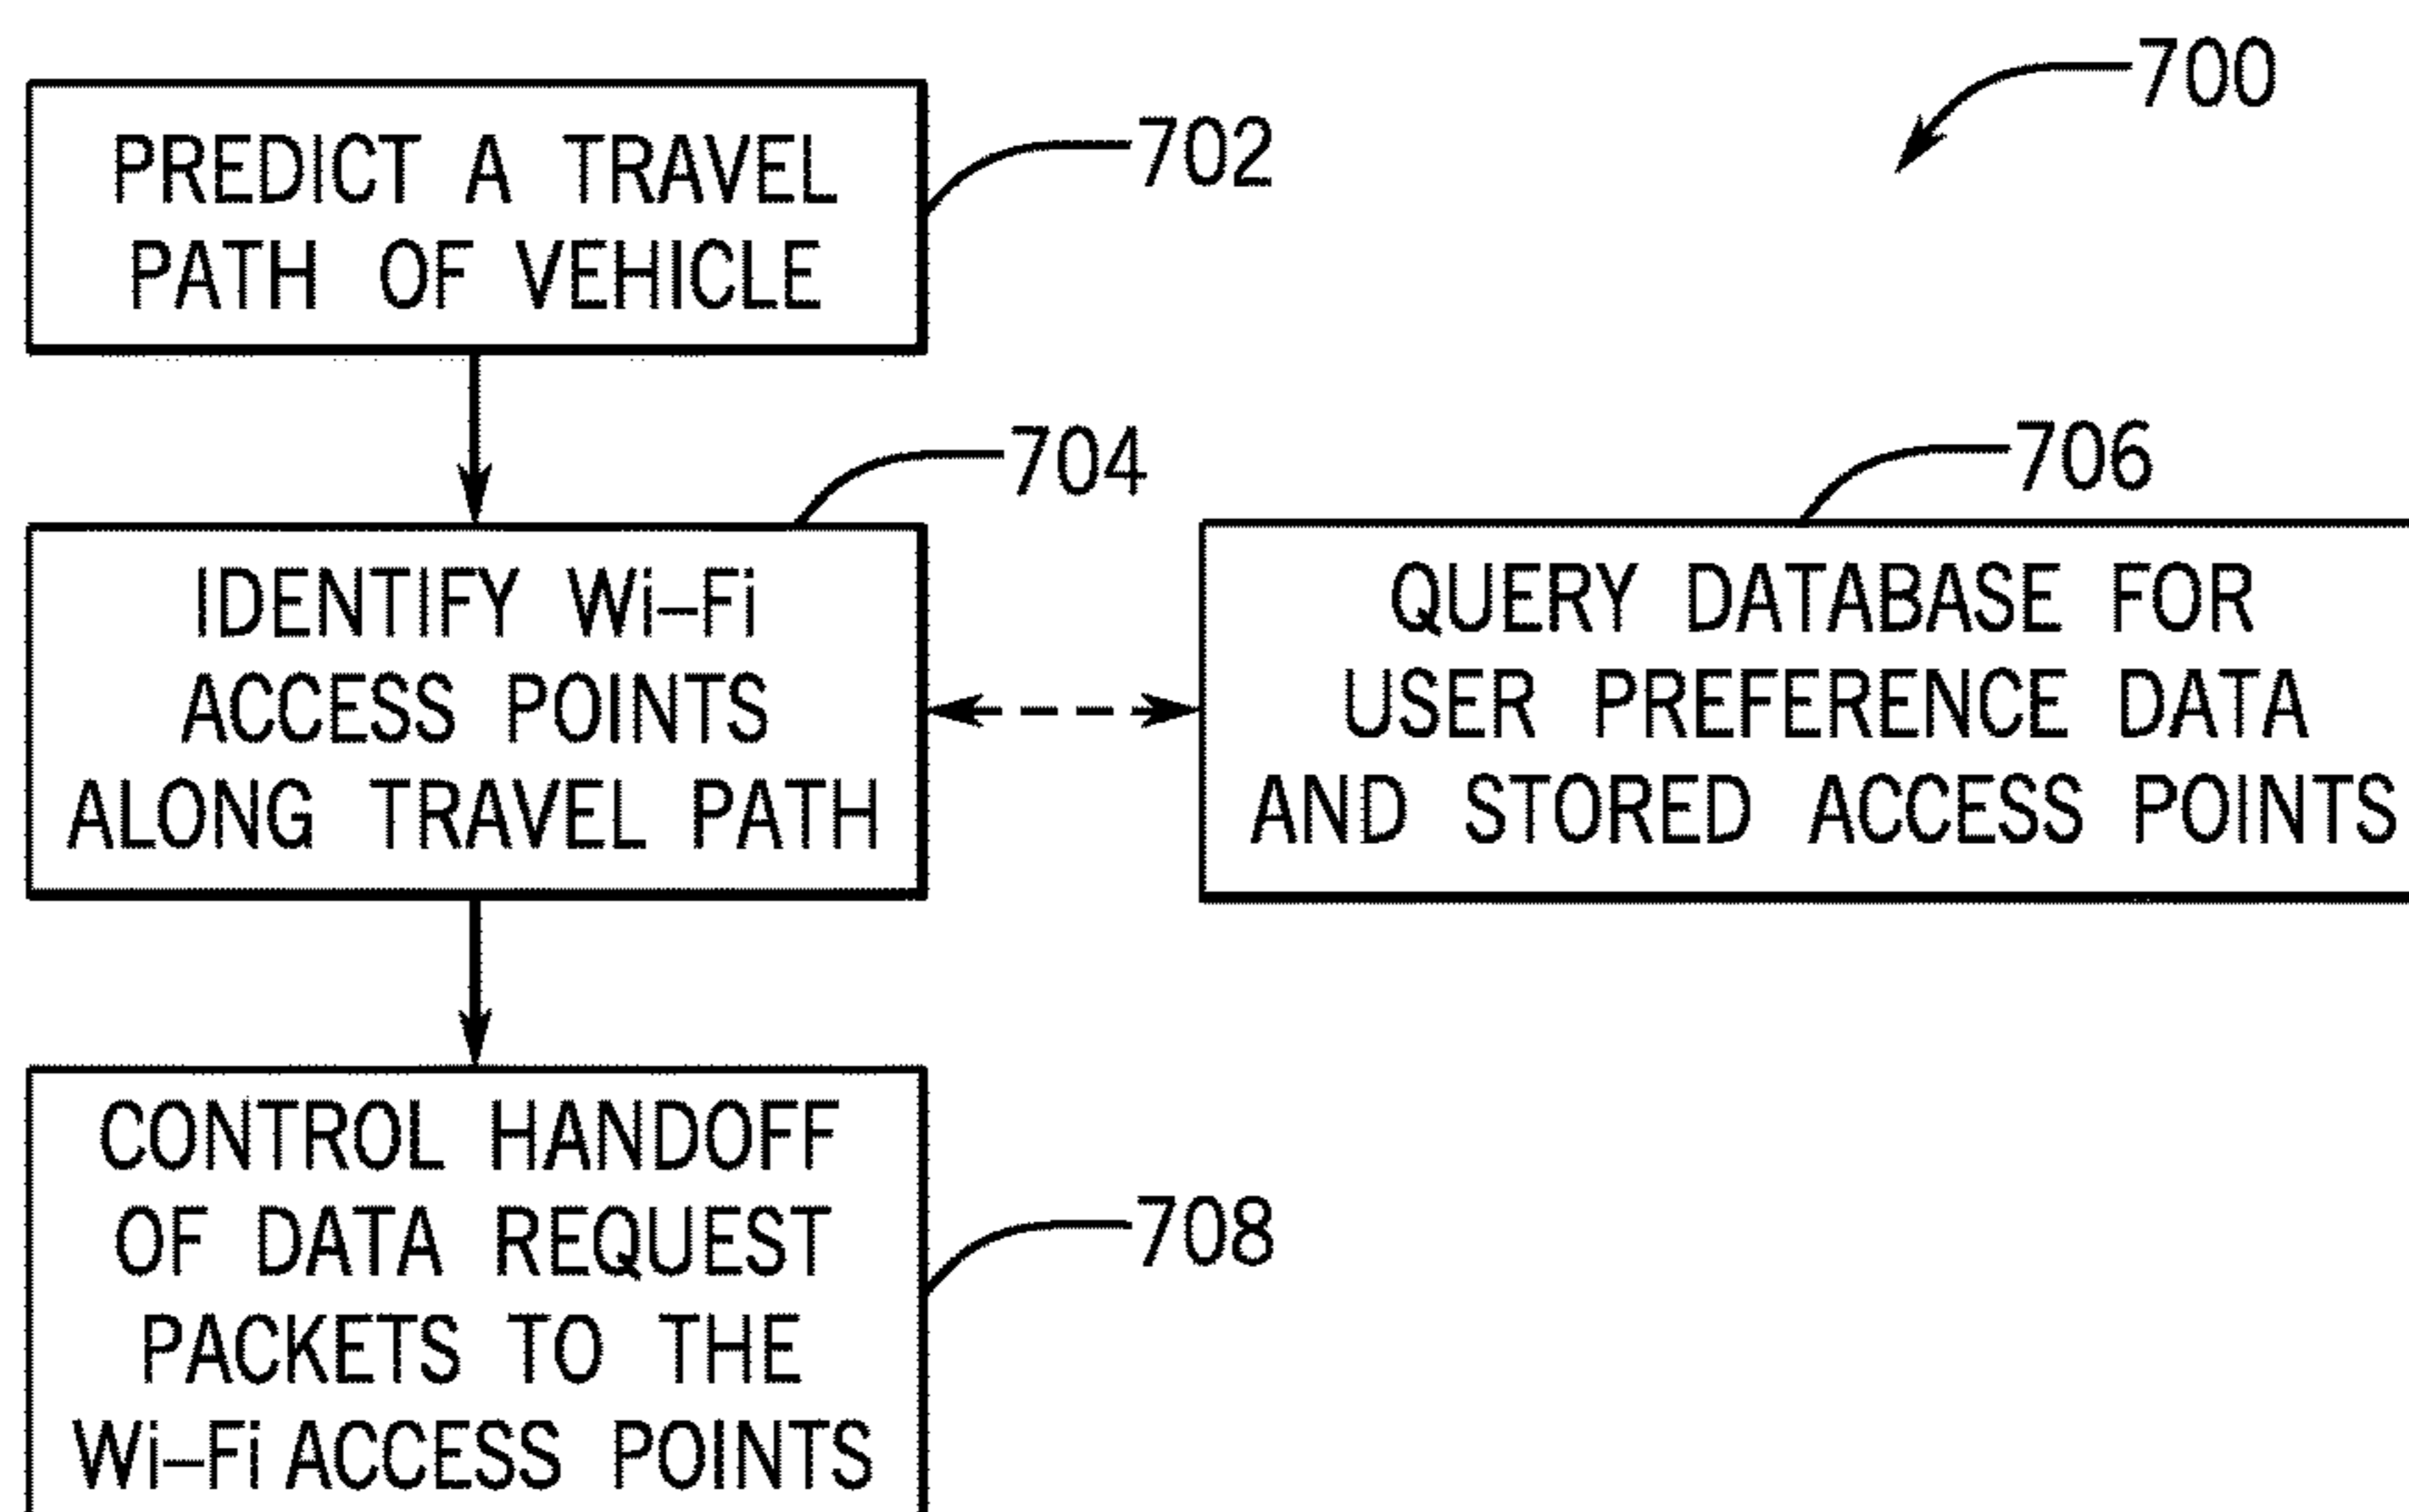 700
PREDICT A TRAVEL
PATH OF VEHICLE
702
704
IDENTIFY Wi–Fi
ACCESS POINTS
ALONG TRAVEL PATH
706
QUERY DATABASE FOR
USER PREFERENCE DATA
AND STORED ACCESS POINTS
CONTROL HANDOFF
OF DATA REQUEST
PACKETS TO THE
Wi–Fi ACCESS POINTS
708